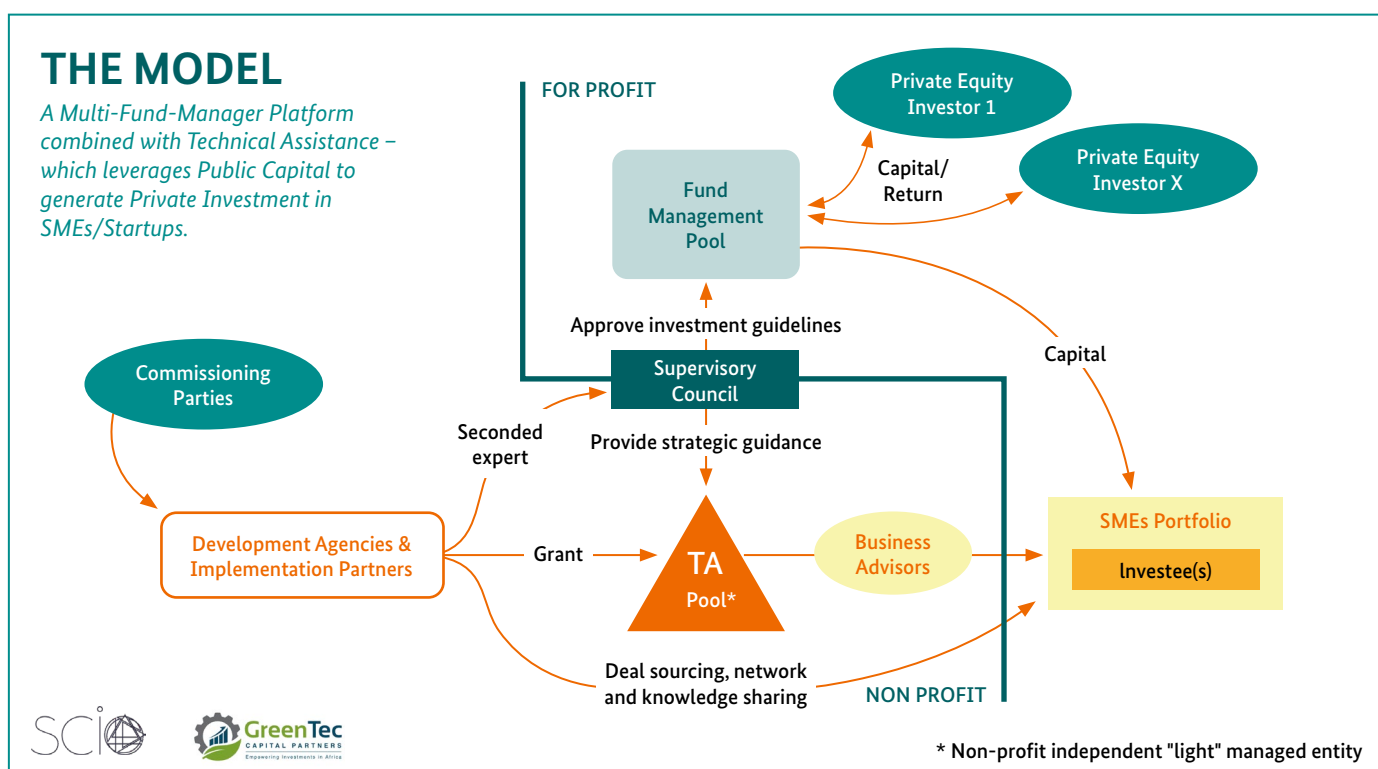 THE MODEL
A Multi-Fund-Manager Platform
combined with Technical Assistance –
which leverages Public Capital to
generate Private Investment in
SMEs/Startups.
FOR PROFIT
Private Equity
Investor 1
Private Equity
Investor X
Capital/
Return
Fund
Management
Pool
Approve investment guidelines
Capital
Commissioning
Parties
Supervisory
Council
Seconded
expert
Provide strategic guidance
Development Agencies &
Implementation Partners
Grant
TA
Pool*
Business
Advisors
SMEs Portfolio
Investee(s)
Deal sourcing, network
and knowledge sharing
NON PROFIT
scio
GreenTec
CAPITAL PARTNERS
Empowering Investments in Africa
* Non-profit independent "light" managed entity